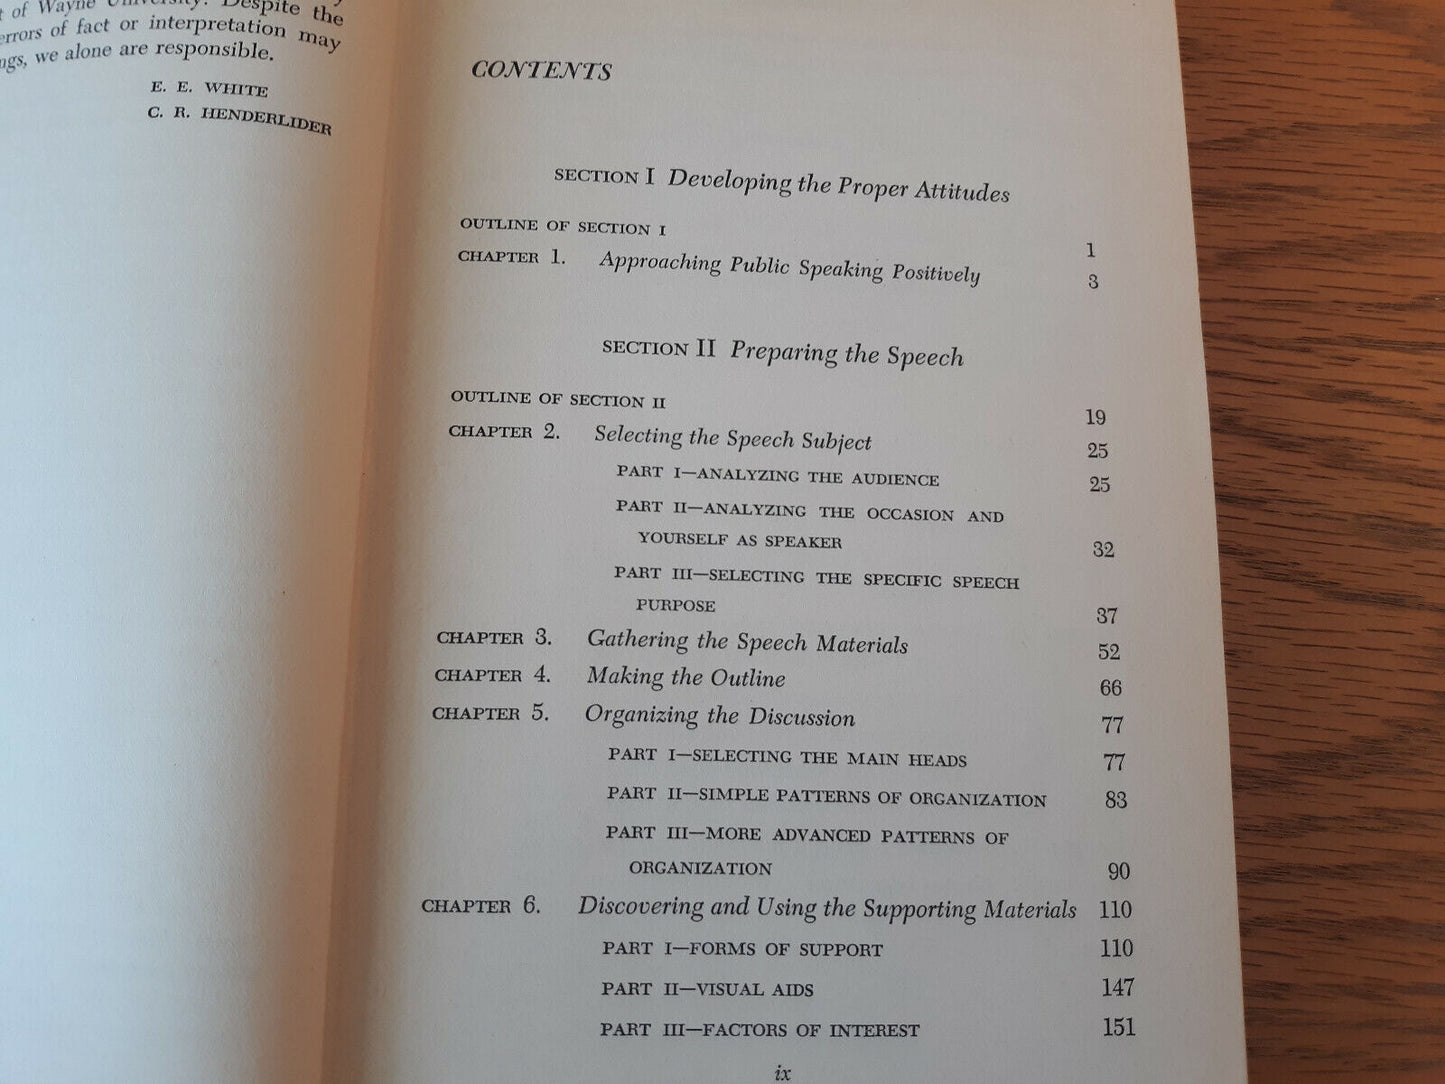 of Wayne University. Despite the
errors of fact or interpretation may
we alone are responsible.
E. E. WHITE
C. R. HENDERLIDER
CONTENTS
SECTION I Developing the Proper Attitudes
OUTLINE OF SECTION I 1
CHAPTER 1. Approaching Public Speaking Positively 3
SECTION II Preparing the Speech
OUTLINE OF SECTION II 19
CHAPTER 2. Selecting the Speech Subject 25
PART I—ANALYZING THE AUDIENCE 25
PART II—ANALYZING THE OCCASION AND
YOURSELF AS SPEAKER 32
PART III—SELECTING THE SPECIFIC SPEECH
PURPOSE 37
CHAPTER 3. Gathering the Speech Materials 52
CHAPTER 4. Making the Outline 66
CHAPTER 5. Organizing the Discussion 77
PART I—SELECTING THE MAIN HEADS 77
PART II—SIMPLE PATTERNS OF ORGANIZATION 83
PART III—MORE ADVANCED PATTERNS OF
ORGANIZATION 90
CHAPTER 6. Discovering and Using the Supporting Materials 110
PART I—FORMS OF SUPPORT 110
PART II—VISUAL AIDS 147
PART III—FACTORS OF INTEREST 151
ix